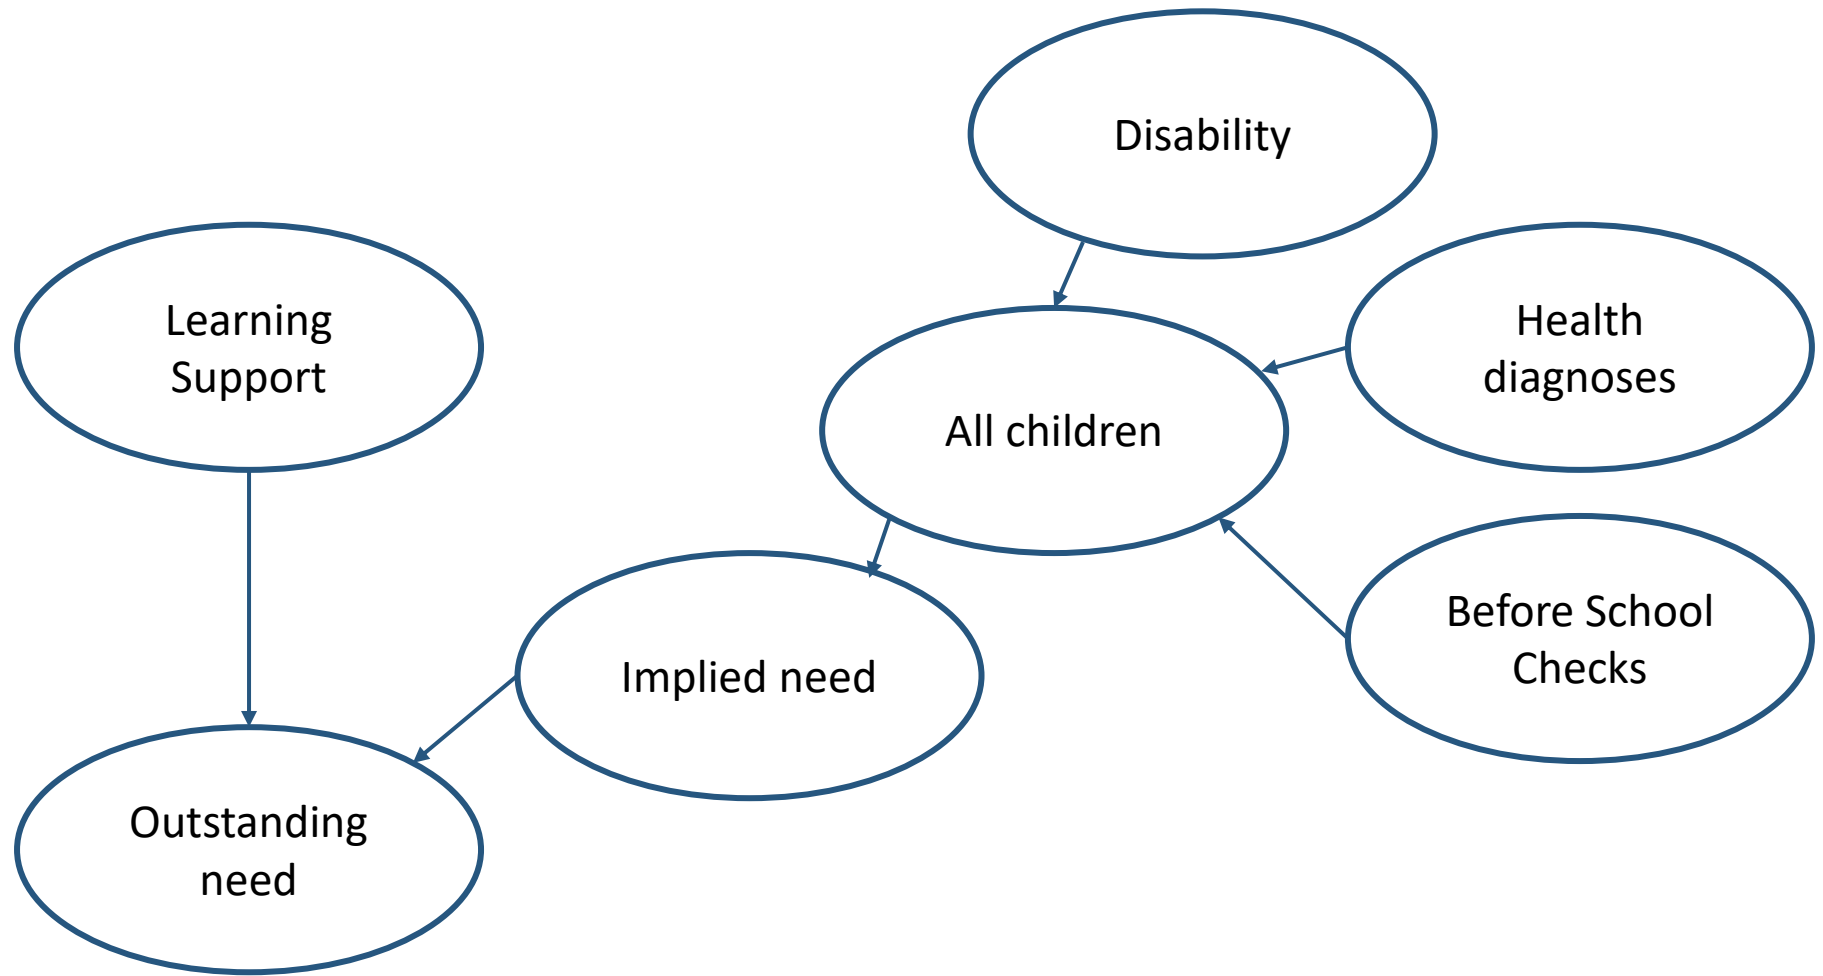 Disability
Learning
Support
Health
diagnoses
All children
Before School
Checks
Implied need
Outstanding
need